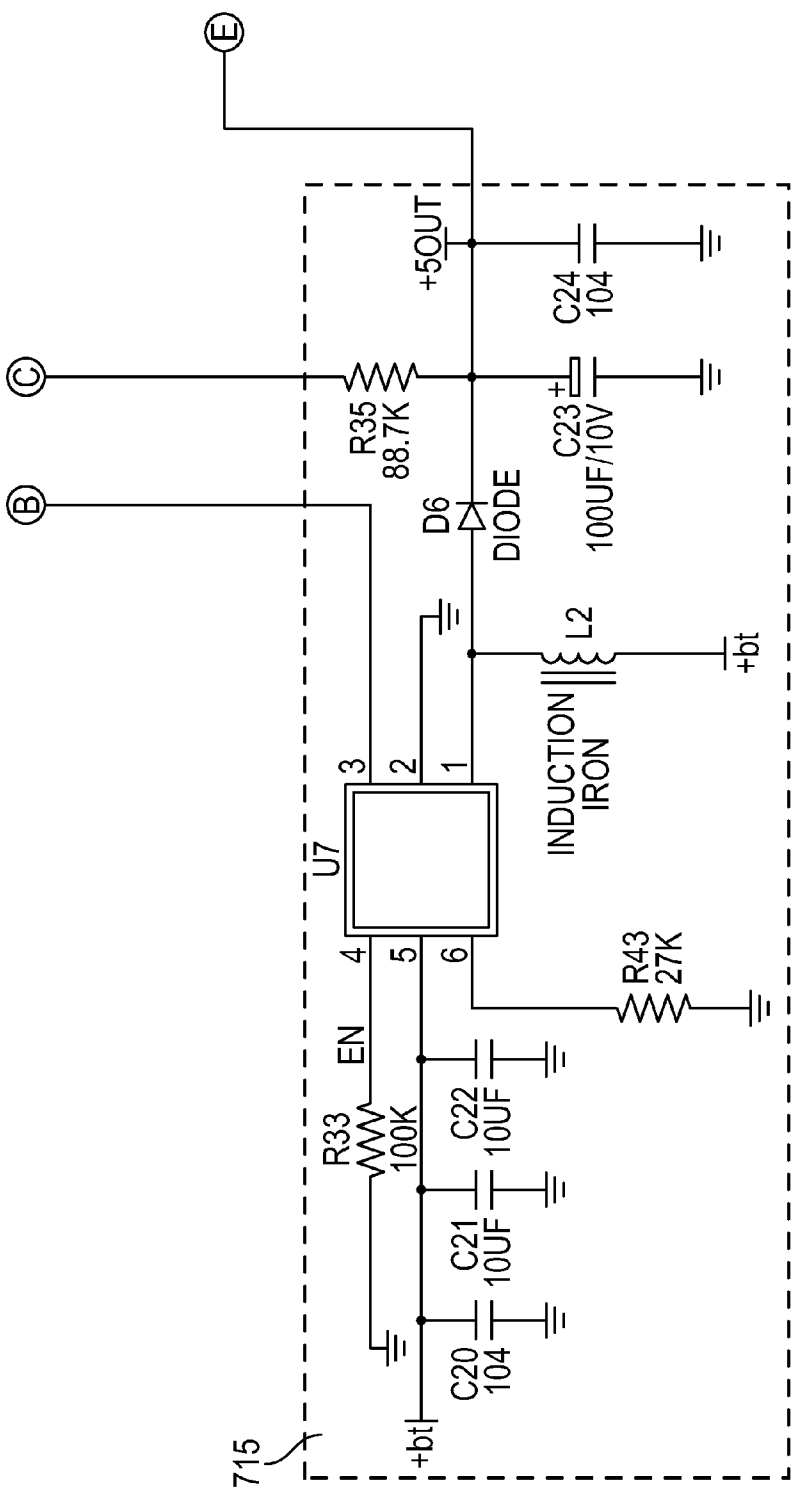 715
+bt
C20
104
C21
10UF
C22
10UF
R33
100K
EN
4
5
6
U7
3
2
1
R43
27K
INDUCTION
IRON
L2
+bt
D6
DIODE
B
C
R35
88.7K
+
C23
100UF/10V
+5OUT
C24
104
E